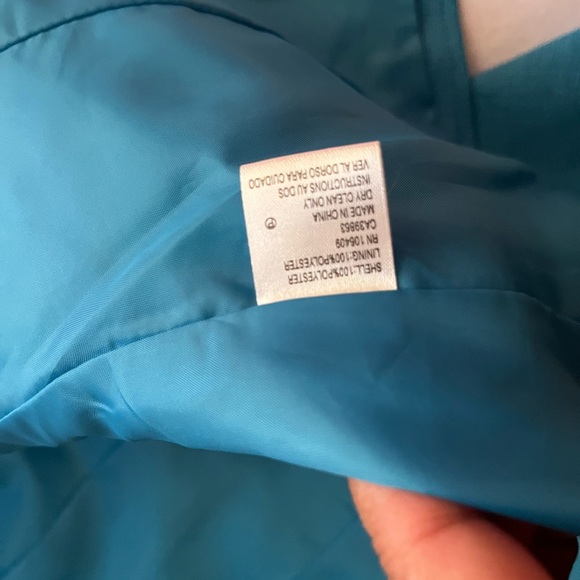 SHELL:100%POLYESTER
LINING:100%POLYESTER
RN 106409
CA39863
MADE IN CHINA
DRY CLEAN ONLY
INSTRUCTIONS AU DOS
VER AL DORSO PARA CUIDADO
P